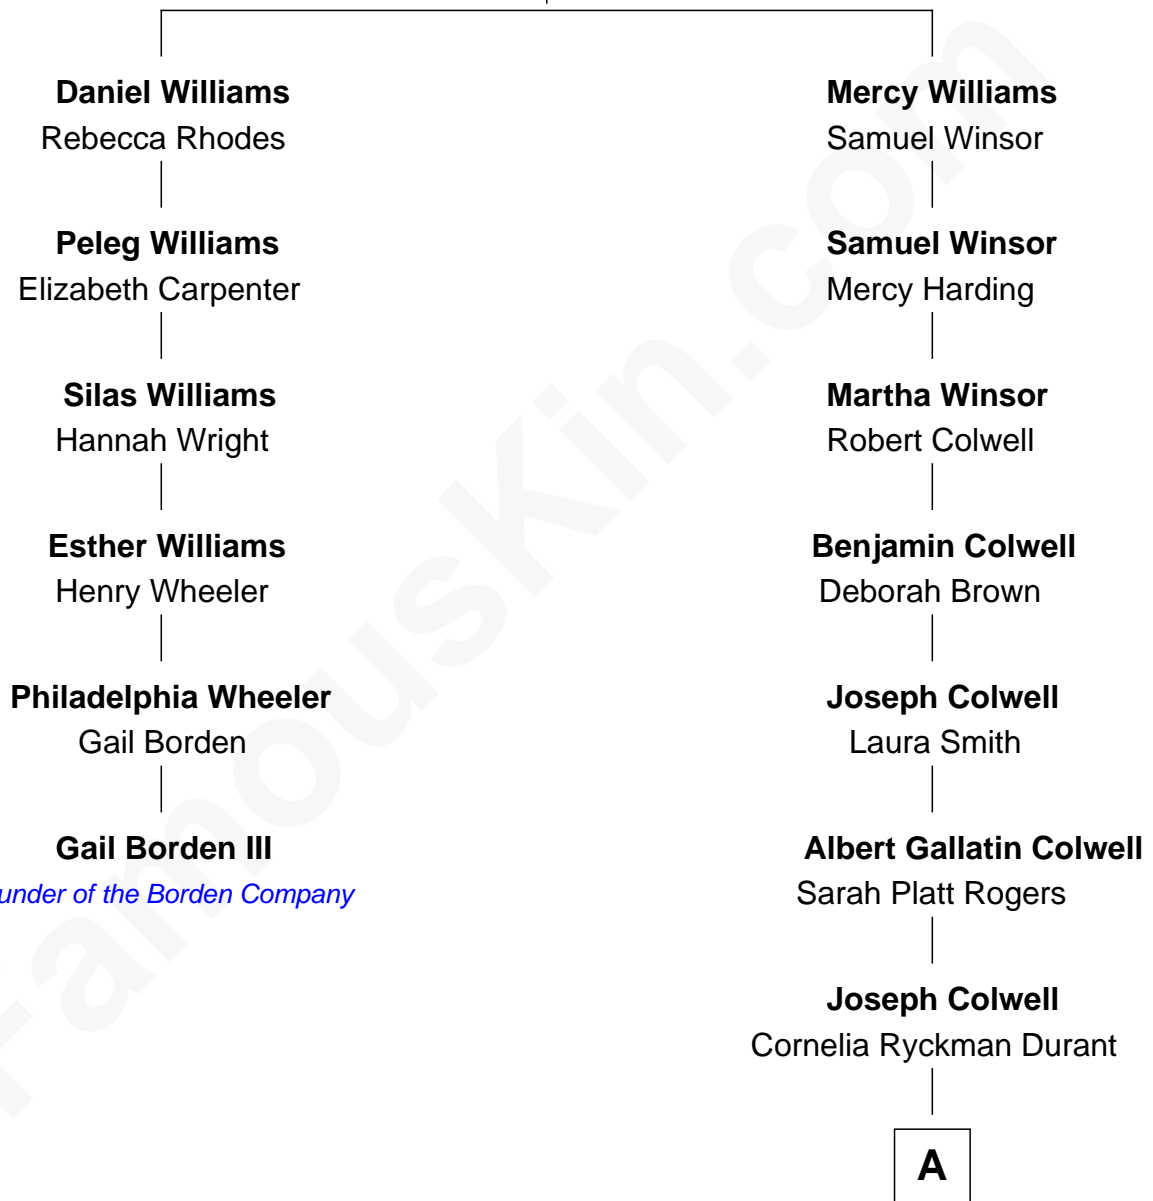 Daniel Williams
Rebecca Rhodes
Peleg Williams
Elizabeth Carpenter
Silas Williams
Hannah Wright
Esther Williams
Henry Wheeler
Philadelphia Wheeler
Gail Borden
Gail Borden III
under of the Borden Company
Mercy Williams
Samuel Winsor
Samuel Winsor
Mercy Harding
Martha Winsor
Robert Colwell
Benjamin Colwell
Deborah Brown
Joseph Colwell
Laura Smith
Albert Gallatin Colwell
Sarah Platt Rogers
Joseph Colwell
Cornelia Ryckman Durant
A
FamousKin.com